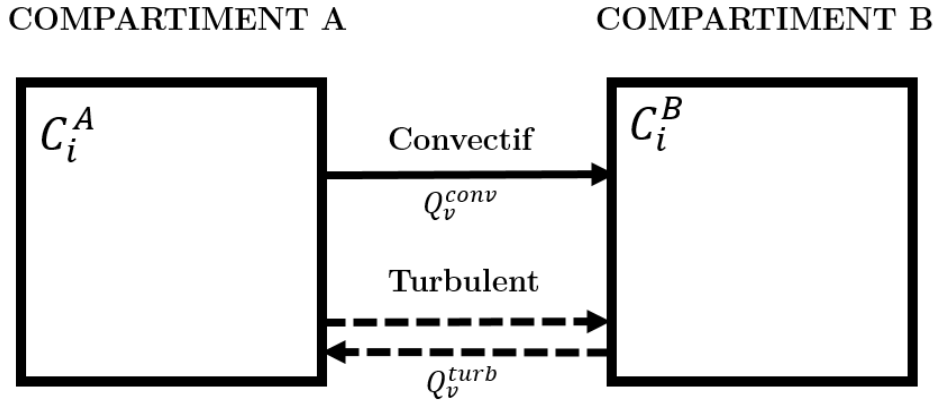 COMPARTIMENT A
COMPARTIMENT B
C_i^A
Convectif
Q_v^{conv}
C_i^B
Turbulent
Q_v^{turb}